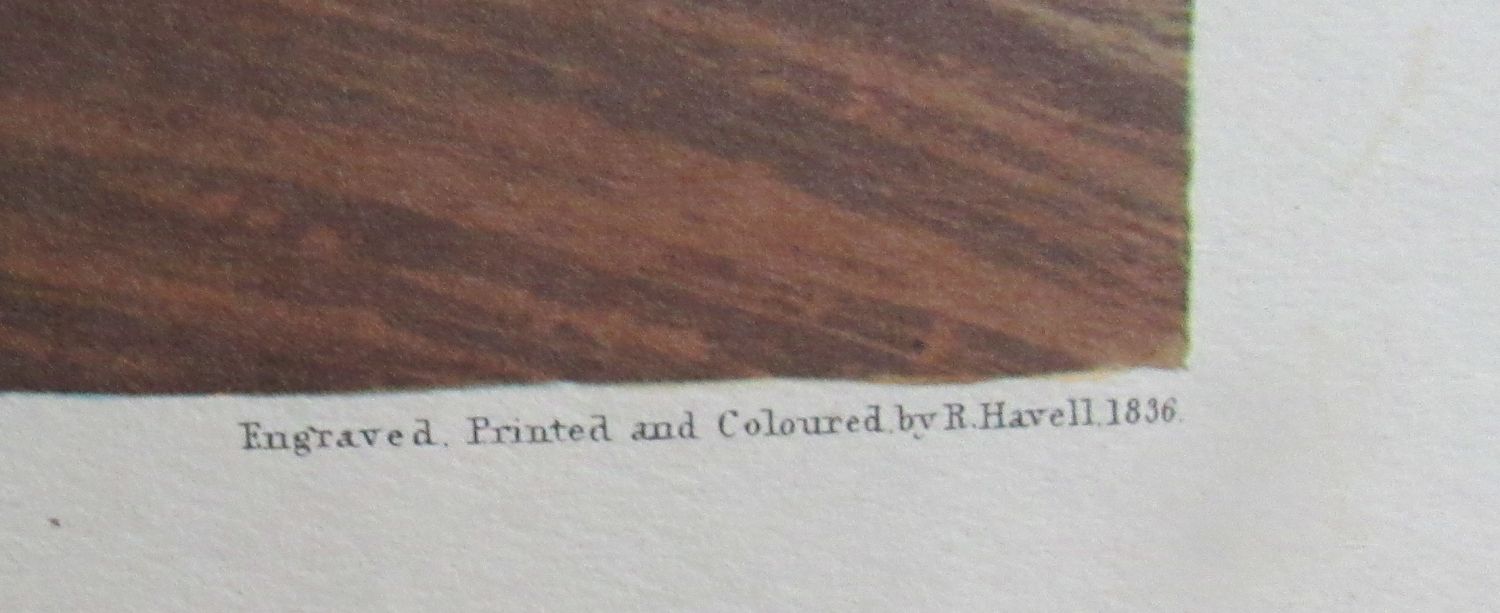 Engraved. Printed and Coloured. by R. Havell. 1836.